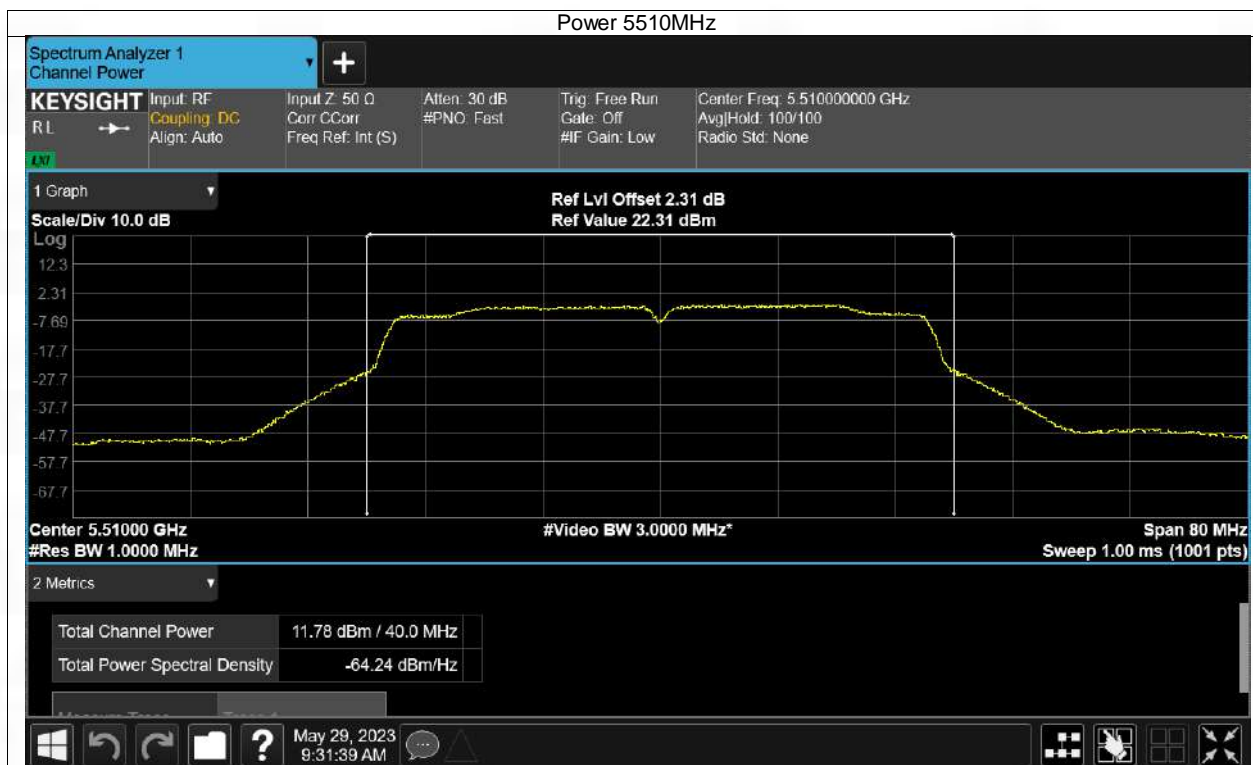 Power 5510MHz
Spectrum Analyzer 1
Channel Power
+
KEYSIGHT
RL
LXI
Input: RF
Coupling: DC
Align: Auto
Input Z: 50 Ω
Corr CCorr
Freq Ref: Int (S)
Atten: 30 dB
#PNO: Fast
Trig: Free Run
Gate: Off
#IF Gain: Low
Center Freq: 5.510000000 GHz
Avg|Hold: 100/100
Radio Std: None
1 Graph
Ref Lvl Offset 2.31 dB
Scale/Div 10.0 dB
Ref Value 22.31 dBm
Log
12.3
2.31
-7.69
-17.7
-27.7
-37.7
-47.7
-57.7
-67.7
Center 5.51000 GHz
#Video BW 3.0000 MHz*
Span 80 MHz
#Res BW 1.0000 MHz
Sweep 1.00 ms (1001 pts)
2 Metrics
Total Channel Power 11.78 dBm / 40.0 MHz
Total Power Spectral Density -64.24 dBm/Hz
?
May 29, 2023
9:31:39 AM